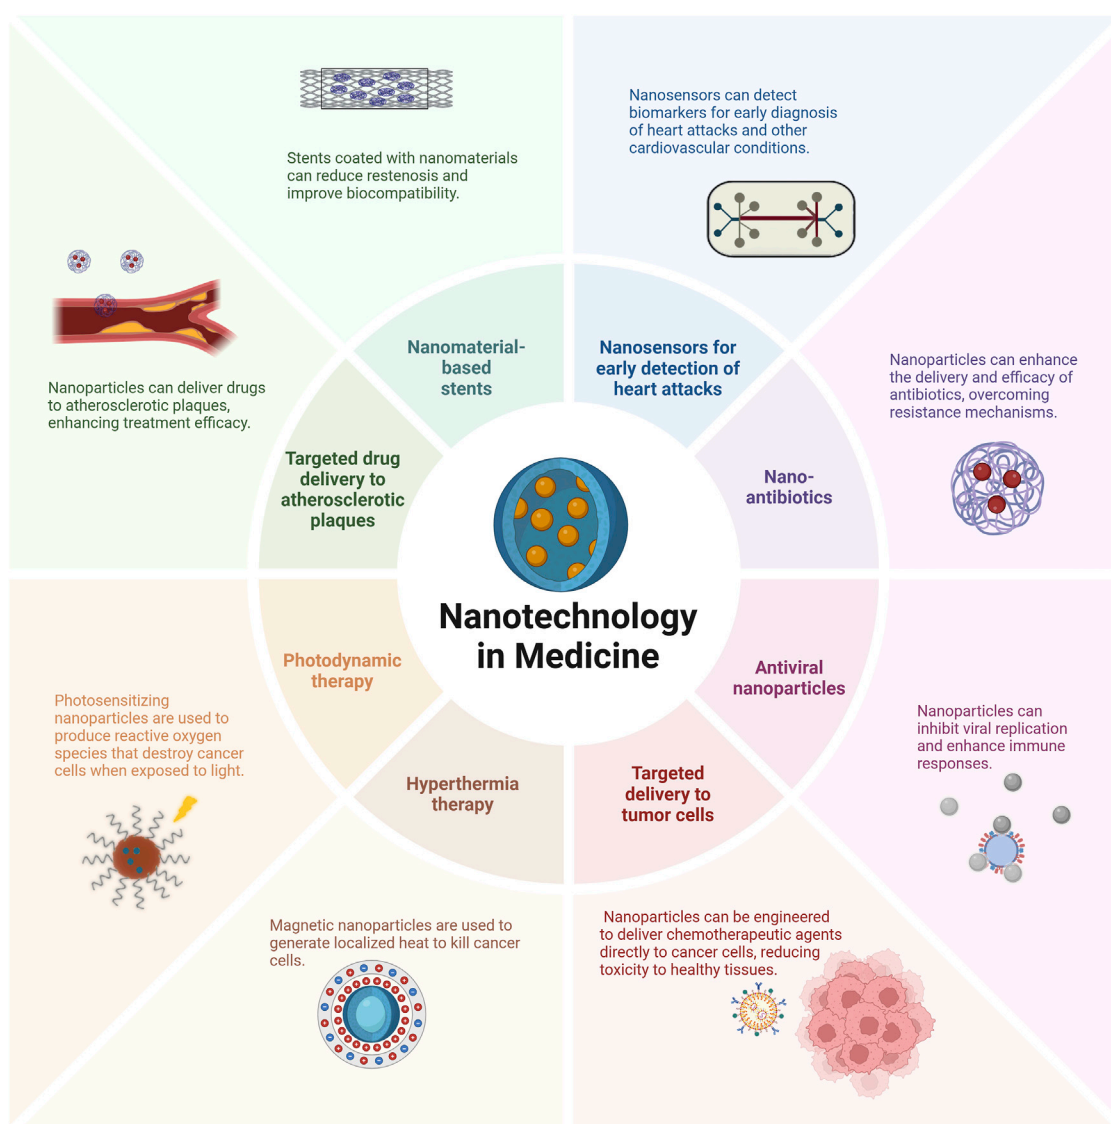 Nanotechnology
in Medicine
Nanomaterial-
based
stents
Stents coated with nanomaterials
can reduce restenosis and
improve biocompatibility.
Nanosensors for
early detection of
heart attacks
Nanosensors can detect
biomarkers for early diagnosis
of heart attacks and other
cardiovascular conditions.
Nano-
antibiotics
Nanoparticles can enhance
the delivery and efficacy of
antibiotics, overcoming
resistance mechanisms.
Antiviral
nanoparticles
Nanoparticles can
inhibit viral replication
and enhance immune
responses.
Targeted
delivery to
tumor cells
Nanoparticles can be engineered
to deliver chemotherapeutic agents
directly to cancer cells, reducing
toxicity to healthy tissues.
Hyperthermia
therapy
Magnetic nanoparticles are used to
generate localized heat to kill cancer
cells.
Photodynamic
therapy
Photosensitizing
nanoparticles are used to
produce reactive oxygen
species that destroy cancer
cells when exposed to light.
Targeted drug
delivery to
atherosclerotic
plaques
Nanoparticles can deliver drugs
to atherosclerotic plaques,
enhancing treatment efficacy.